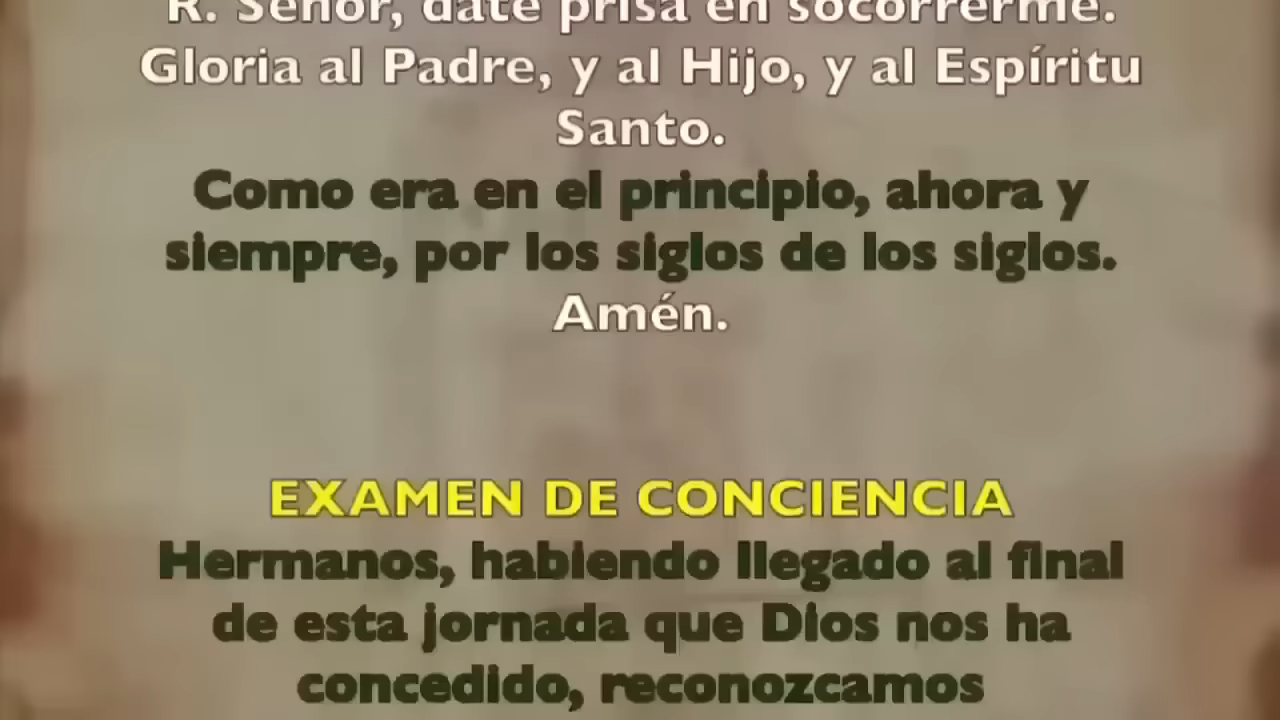 R. Señor, date prisa en socorrerme.
Gloria al Padre, y al Hijo, y al Espíritu
Santo.
Como era en el principio, ahora y
siempre, por los siglos de los siglos.
Amén.
EXAMEN DE CONCIENCIA
Hermanos, habiendo llegado al final
de esta jornada que Dios nos ha
concedido, reconozcamos